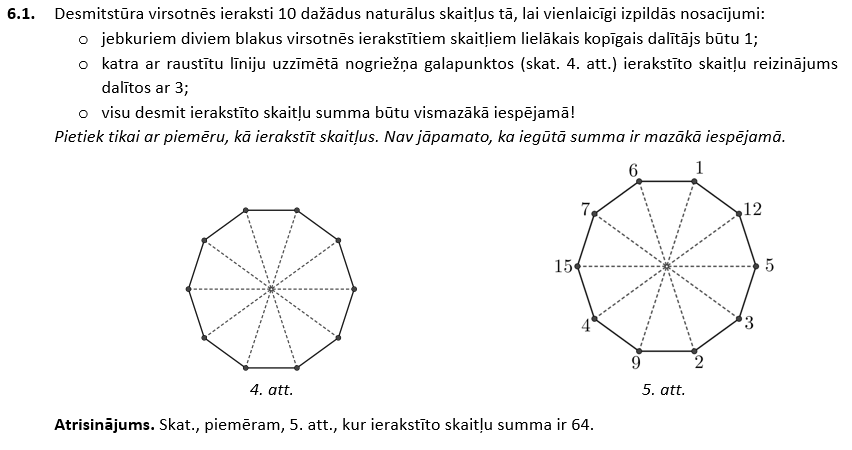 6.1. Desmitstūra virsotnēs ieraksti 10 dažādus naturālus skaitļus tā, lai vienlaicīgi izpildās nosacījumi:
o jebkuriem diviem blakus virsotnēs ierakstītiem skaitļiem lielākais kopīgais dalītājs būtu 1;
o katra ar raustītu līniju uzzīmētā nogriežņa galapunktos (skat. 4. att.) ierakstīto skaitļu reizinājums
dalītos ar 3;
o visu desmit ierakstīto skaitļu summa būtu vismazākā iespējamā!
Pietiek tikai ar piemēru, kā ierakstīt skaitļus. Nav jāpamato, ka iegūtā summa ir mazākā iespējamā.
6 1
7 12
15 5
4 3
9 2
4. att. 5. att.
Atrisinājums. Skat., piemēram, 5. att., kur ierakstīto skaitļu summa ir 64.